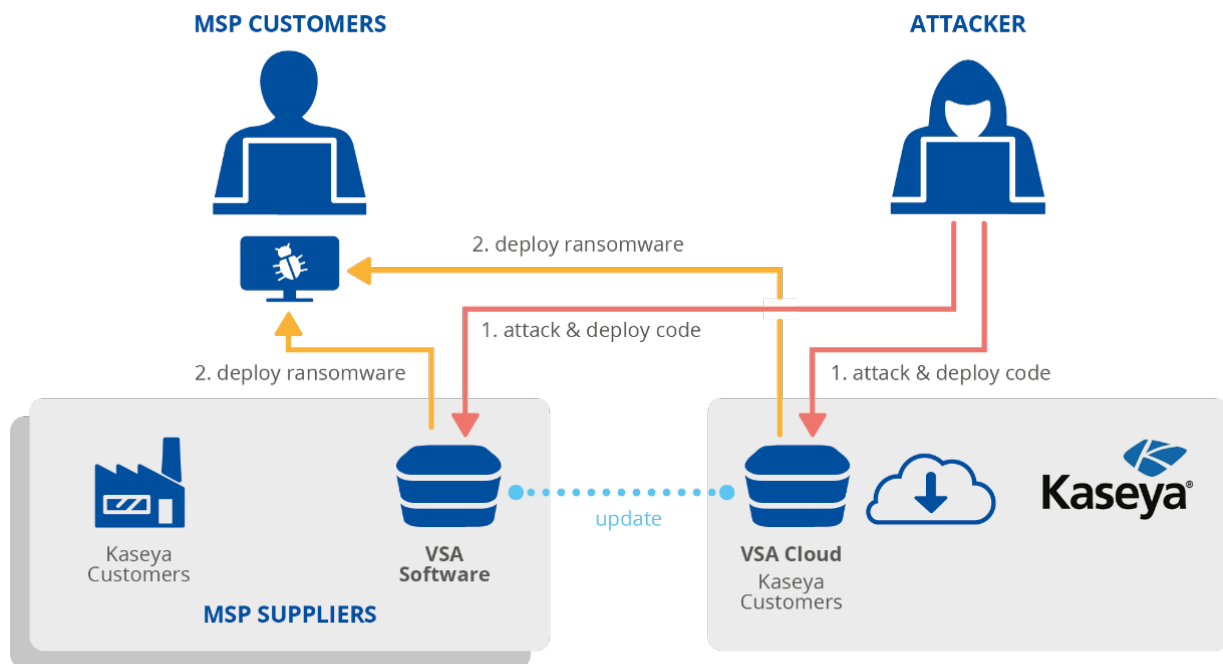 MSP CUSTOMERS
ATTACKER
2. deploy ransomware
1. attack & deploy code
2. deploy ransomware
1. attack & deploy code
Kaseya
Customers
VSA
Software
MSP SUPPLIERS
update
VSA Cloud
Kaseya
Customers
Kaseya®